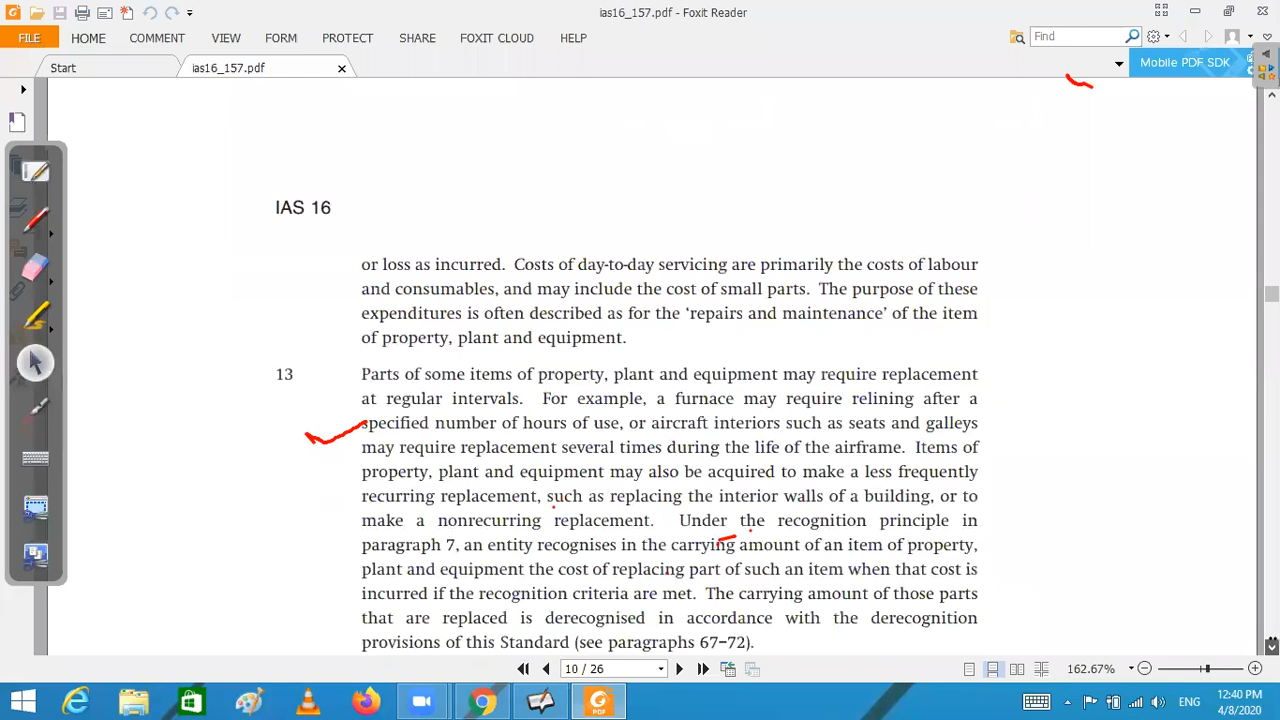 ias16_157.pdf - Foxit Reader
FILE HOME COMMENT VIEW FORM PROTECT SHARE FOXIT CLOUD HELP Find
Start ias16_157.pdf Mobile PDF SDK
IAS 16
or loss as incurred. Costs of day-to-day servicing are primarily the costs of labour
and consumables, and may include the cost of small parts. The purpose of these
expenditures is often described as for the ‘repairs and maintenance’ of the item
of property, plant and equipment.
13 Parts of some items of property, plant and equipment may require replacement
at regular intervals. For example, a furnace may require relining after a
specified number of hours of use, or aircraft interiors such as seats and galleys
may require replacement several times during the life of the airframe. Items of
property, plant and equipment may also be acquired to make a less frequently
recurring replacement, such as replacing the interior walls of a building, or to
make a nonrecurring replacement. Under the recognition principle in
paragraph 7, an entity recognises in the carrying amount of an item of property,
plant and equipment the cost of replacing part of such an item when that cost is
incurred if the recognition criteria are met. The carrying amount of those parts
that are replaced is derecognised in accordance with the derecognition
provisions of this Standard (see paragraphs 67–72).
10 / 26 162.67%
PDF ENG 12:40 PM
4/8/2020